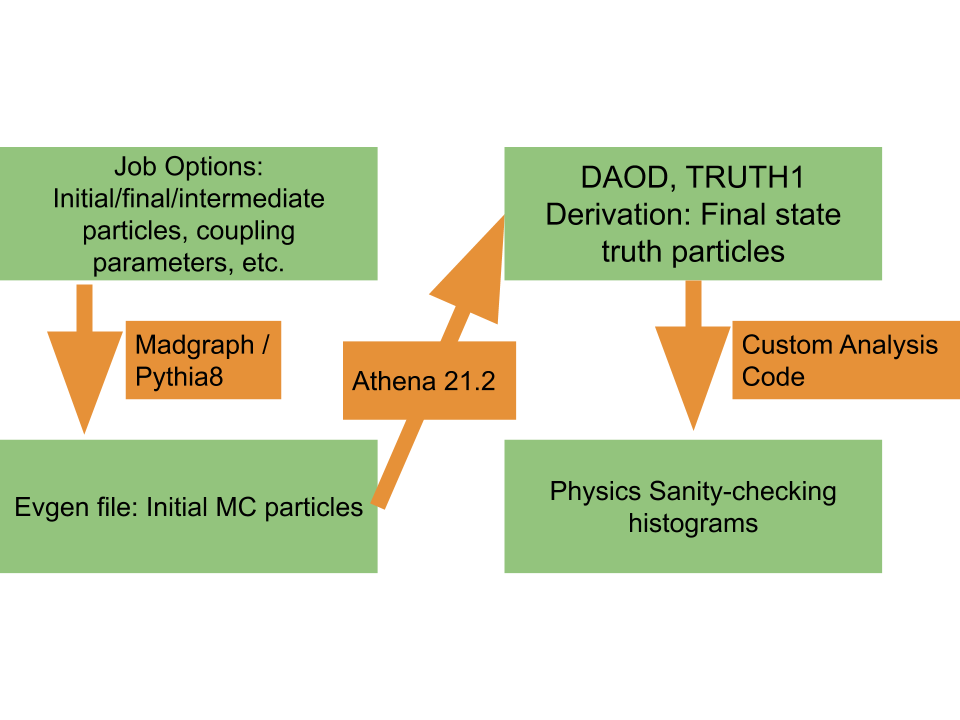 Job Options:
Initial/final/intermediate
particles, coupling
parameters, etc.
Madgraph /
Pythia8
Evgen file: Initial MC particles
Athena 21.2
DAOD, TRUTH1
Derivation: Final state
truth particles
Custom Analysis
Code
Physics Sanity-checking
histograms